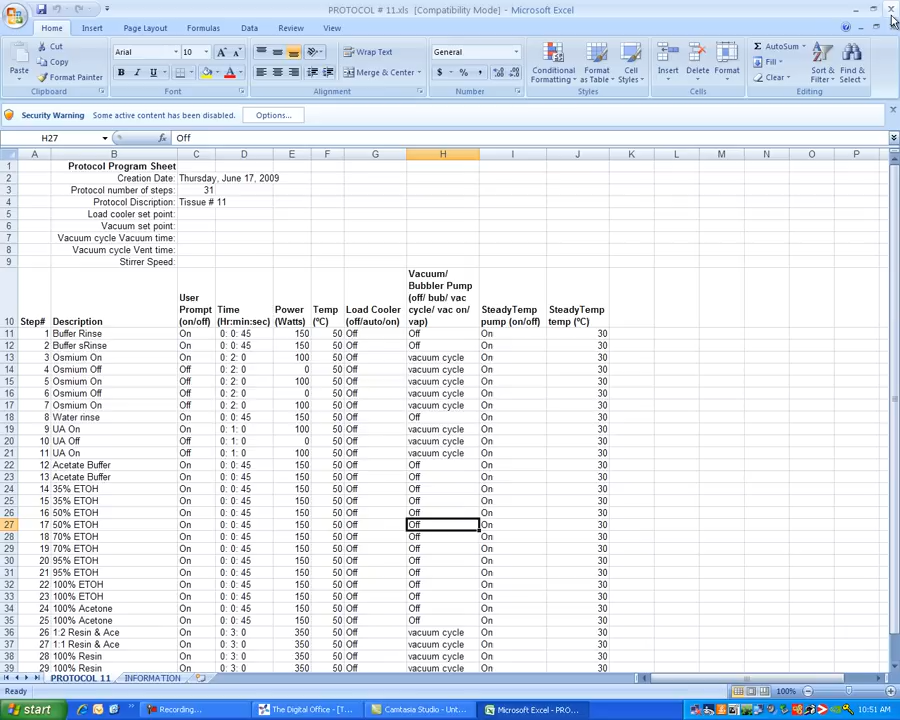 PROTOCOL # 11.xls [Compatibility Mode] - Microsoft Excel
Home Insert Page Layout Formulas Data Review View
Paste Cut Copy Format Painter Clipboard
Arial 10 B I U A Font
Wrap Text Merge & Center Alignment
General $ % , Number
Conditional Formatting Format as Table Cell Styles Styles
Insert Delete Format Cells
Σ AutoSum Fill Clear Sort & Filter Find & Select Editing
Security Warning Some active content has been disabled. Options...
H27 fx Off
A B C D E F G H I J K L M N O P
1 Protocol Program Sheet
2 Creation Date: Thursday, June 17, 2009
3 Protocol number of steps: 31
4 Protocol Discription: Tissue # 11
5 Load cooler set point:
6 Vacuum set point:
7 Vacuum cycle Vacuum time:
8 Vacuum cycle Vent time:
9 Stirrer Speed:
10 Step# Description User Prompt (on/off) Time (Hr:min:sec) Power (Watts) Temp (ºC) Load Cooler (off/auto/on) Vacuum/ Bubbler Pump (off/ bub/ vac cycle/ vac on/ vap) SteadyTemp pump (on/off) SteadyTemp temp (ºC)
11 1 Buffer Rinse On 0: 0: 45 150 50 Off Off On 30
12 2 Buffer sRinse On 0: 0: 45 150 50 Off Off On 30
13 3 Osmium On On 0: 2: 0 100 50 Off vacuum cycle On 30
14 4 Osmium Off Off 0: 2: 0 0 50 Off vacuum cycle On 30
15 5 Osmium On Off 0: 2: 0 100 50 Off vacuum cycle On 30
16 6 Osmium Off Off 0: 2: 0 0 50 Off vacuum cycle On 30
17 7 Osmium On Off 0: 2: 0 100 50 Off vacuum cycle On 30
18 8 Water rinse On 0: 0: 45 150 50 Off Off On 30
19 9 UA On On 0: 1: 0 100 50 Off vacuum cycle On 30
20 10 UA Off Off 0: 1: 0 0 50 Off vacuum cycle On 30
21 11 UA On Off 0: 1: 0 100 50 Off vacuum cycle On 30
22 12 Acetate Buffer On 0: 0: 45 150 50 Off Off On 30
23 13 Acetate Buffer On 0: 0: 45 150 50 Off Off On 30
24 14 35% ETOH On 0: 0: 45 150 50 Off Off On 30
25 15 35% ETOH On 0: 0: 45 150 50 Off Off On 30
26 16 50% ETOH On 0: 0: 45 150 50 Off Off On 30
27 17 50% ETOH On 0: 0: 45 150 50 Off Off On 30
28 18 70% ETOH On 0: 0: 45 150 50 Off Off On 30
29 19 70% ETOH On 0: 0: 45 150 50 Off Off On 30
30 20 95% ETOH On 0: 0: 45 150 50 Off Off On 30
31 21 95% ETOH On 0: 0: 45 150 50 Off Off On 30
32 22 100% ETOH On 0: 0: 45 150 50 Off Off On 30
33 23 100% ETOH On 0: 0: 45 150 50 Off Off On 30
34 24 100% Acetone On 0: 0: 45 150 50 Off Off On 30
35 25 100% Acetone On 0: 0: 45 150 50 Off Off On 30
36 26 1:2 Resin & Ace On 0: 3: 0 350 50 Off vacuum cycle On 30
37 27 1:1 Resin & Ace On 0: 3: 0 350 50 Off vacuum cycle On 30
38 28 100% Resin On 0: 3: 0 350 50 Off vacuum cycle On 30
39 29 100% Resin On 0: 3: 0 350 50 Off vacuum cycle On 30
PROTOCOL 11 INFORMATION
Ready 100%
start Recording... The Digital Office - [T... Camtasia Studio - Unt... Microsoft Excel - PRO... 10:51 AM